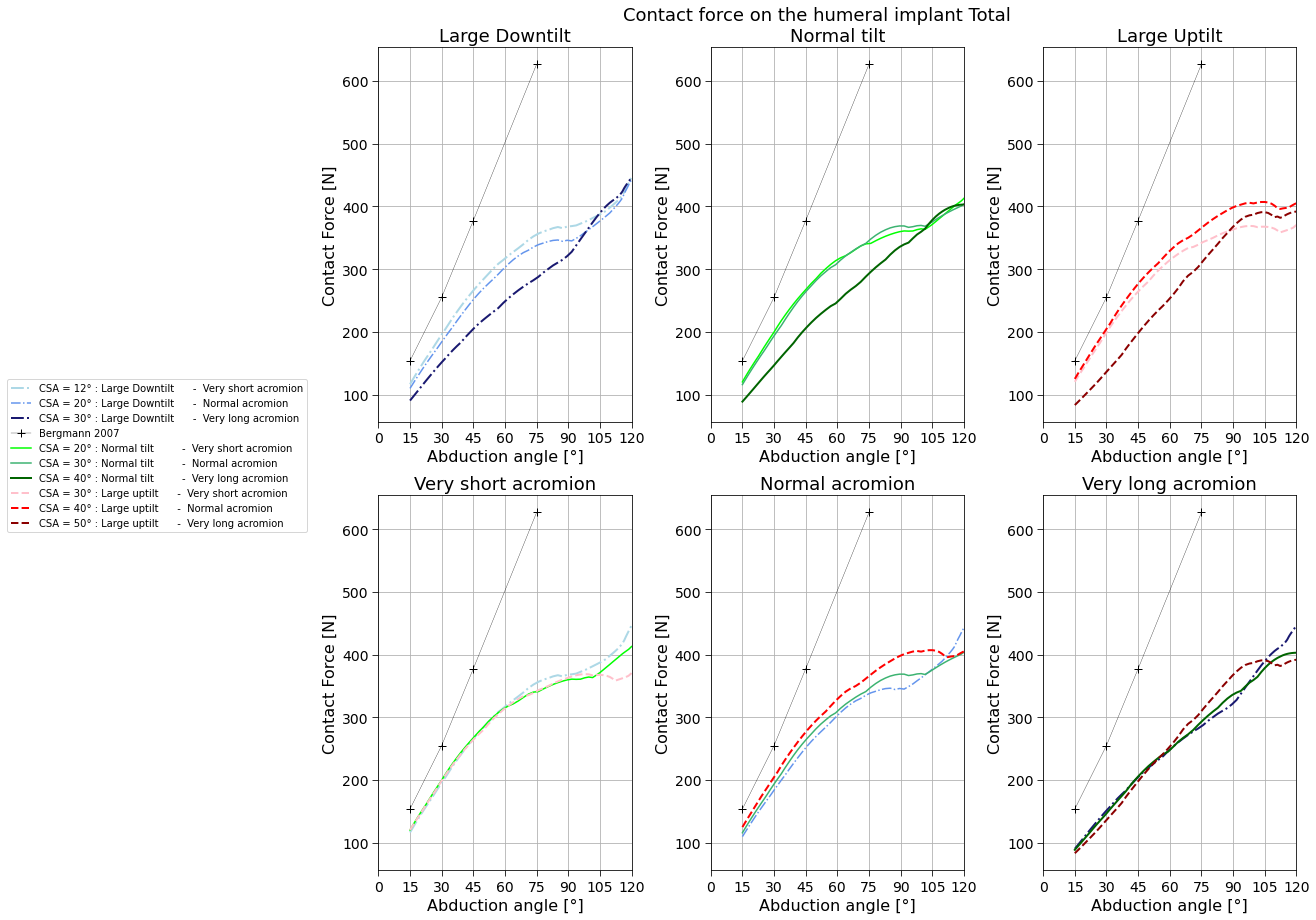 Contact force on the humeral implant Total
Large Downtilt
Normal tilt
Large Uptilt
600
500
400
300
200
100
Contact Force [N]
0 15 30 45 60 75 90 105 120
Abduction angle [°]
600
500
400
300
200
100
Contact Force [N]
0 15 30 45 60 75 90 105 120
Abduction angle [°]
600
500
400
300
200
100
Contact Force [N]
0 15 30 45 60 75 90 105 120
Abduction angle [°]
CSA = 12° : Large Downtilt - Very short acromion
CSA = 20° : Large Downtilt - Normal acromion
CSA = 30° : Large Downtilt - Very long acromion
Bergmann 2007
CSA = 20° : Normal tilt - Very short acromion
CSA = 30° : Normal tilt - Normal acromion
CSA = 40° : Normal tilt - Very long acromion
CSA = 30° : Large uptilt - Very short acromion
CSA = 40° : Large uptilt - Normal acromion
CSA = 50° : Large uptilt - Very long acromion
Very short acromion
Normal acromion
Very long acromion
600
500
400
300
200
100
Contact Force [N]
0 15 30 45 60 75 90 105 120
Abduction angle [°]
600
500
400
300
200
100
Contact Force [N]
0 15 30 45 60 75 90 105 120
Abduction angle [°]
600
500
400
300
200
100
Contact Force [N]
0 15 30 45 60 75 90 105 120
Abduction angle [°]